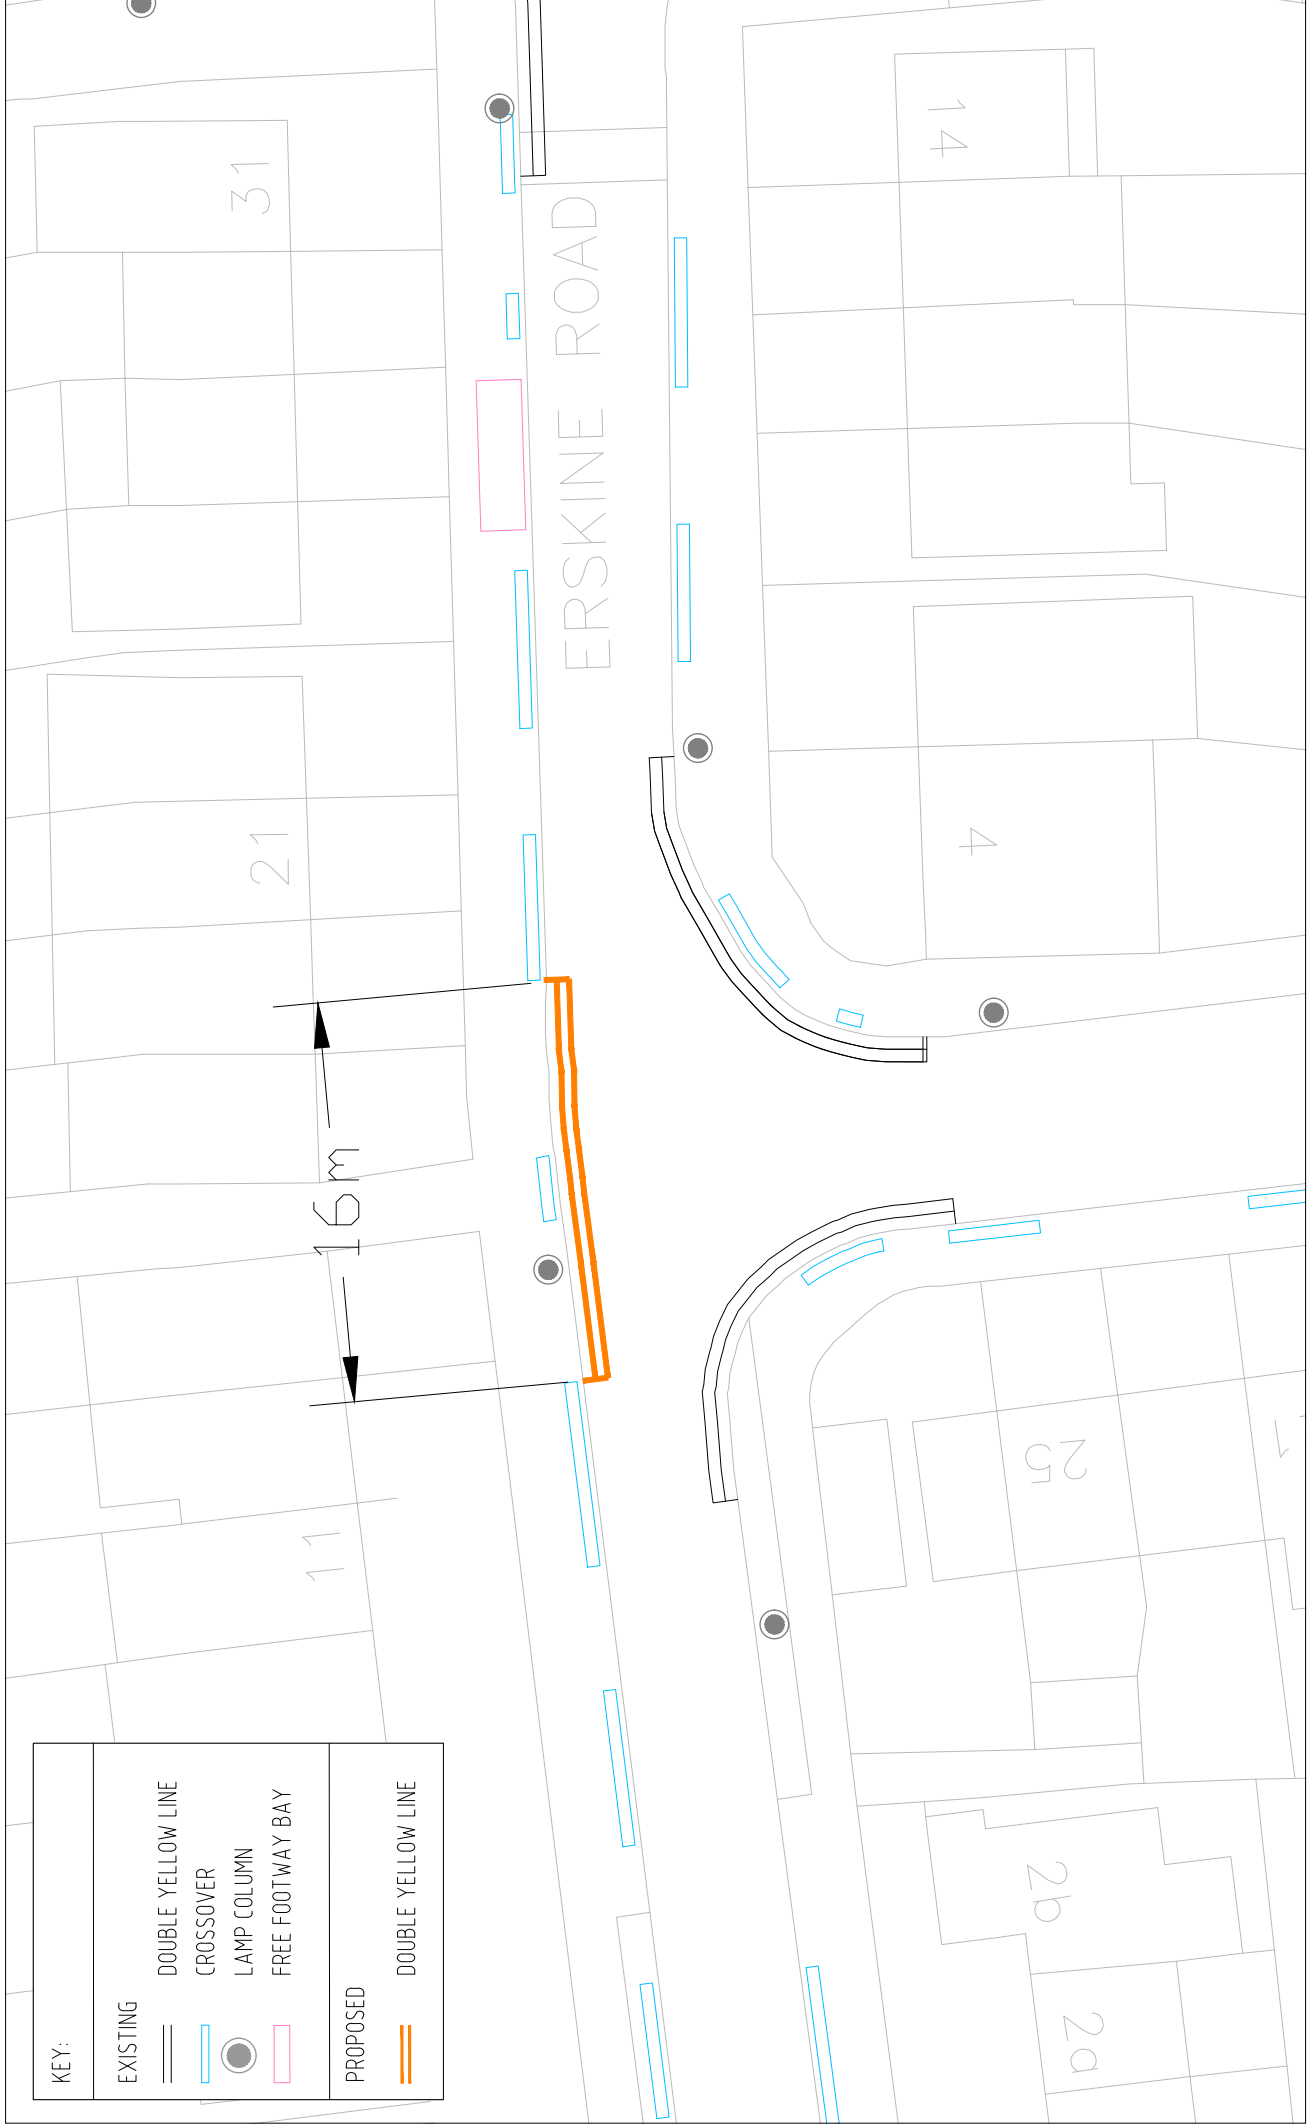 31
14
ERSKINE ROAD
21
4
16m
11
25
1
2b
2a
KEY:
EXISTING
DOUBLE YELLOW LINE
CROSSOVER
LAMP COLUMN
FREE FOOTWAY BAY
PROPOSED
DOUBLE YELLOW LINE